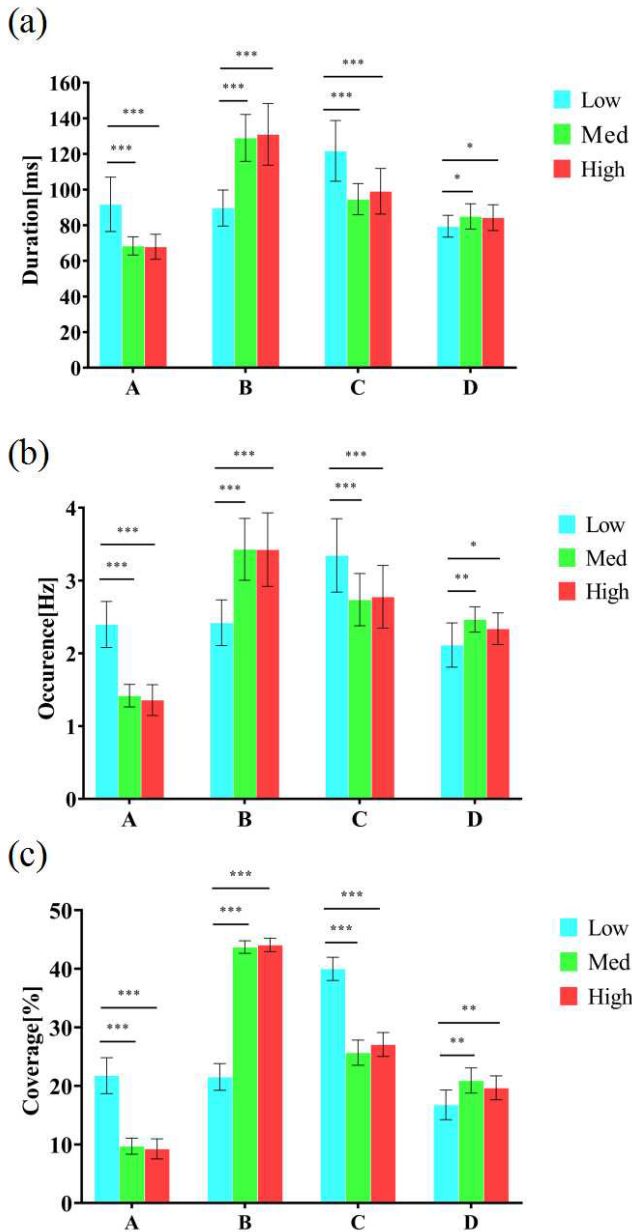 (a)
*** ***
*** *** *** *
*** *
160
140
120
100
80
60
40
20
0
Duration[ms]
A B C D
Low
Med
High
(b)
*** ***
*** *** *** *
*** **
4
3
2
1
0
Occurence[Hz]
A B C D
Low
Med
High
(c)
*** ***
*** *** *** **
*** **
50
40
30
20
10
0
Coverage[%]
A B C D
Low
Med
High